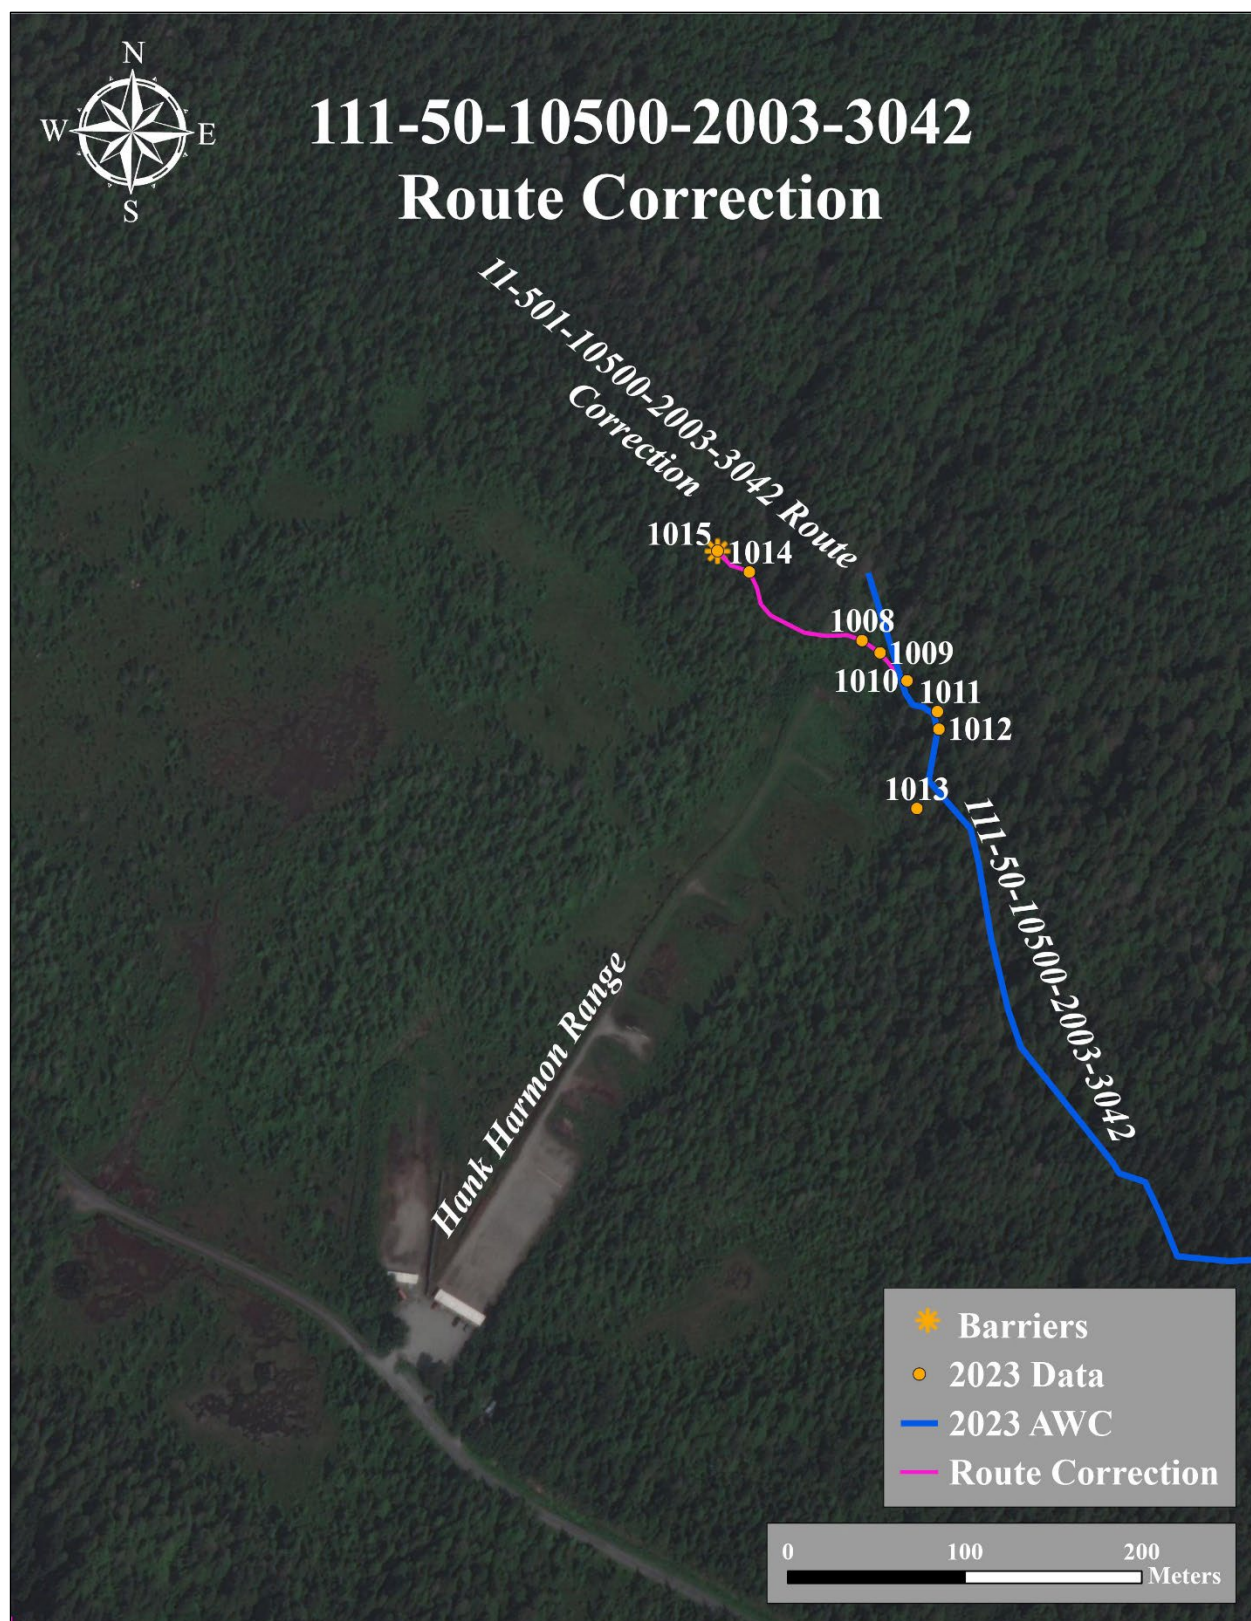 N
W
E
S
111-50-10500-2003-3042
Route Correction
11-501-10500-2003-3042 Route
Correction
1015
1014
1008
1009
1010
1011
1012
1013
111-50-10500-2003-3042
Hank Harmon Range
Barriers
2023 Data
2023 AWC
Route Correction
0
100
200
Meters